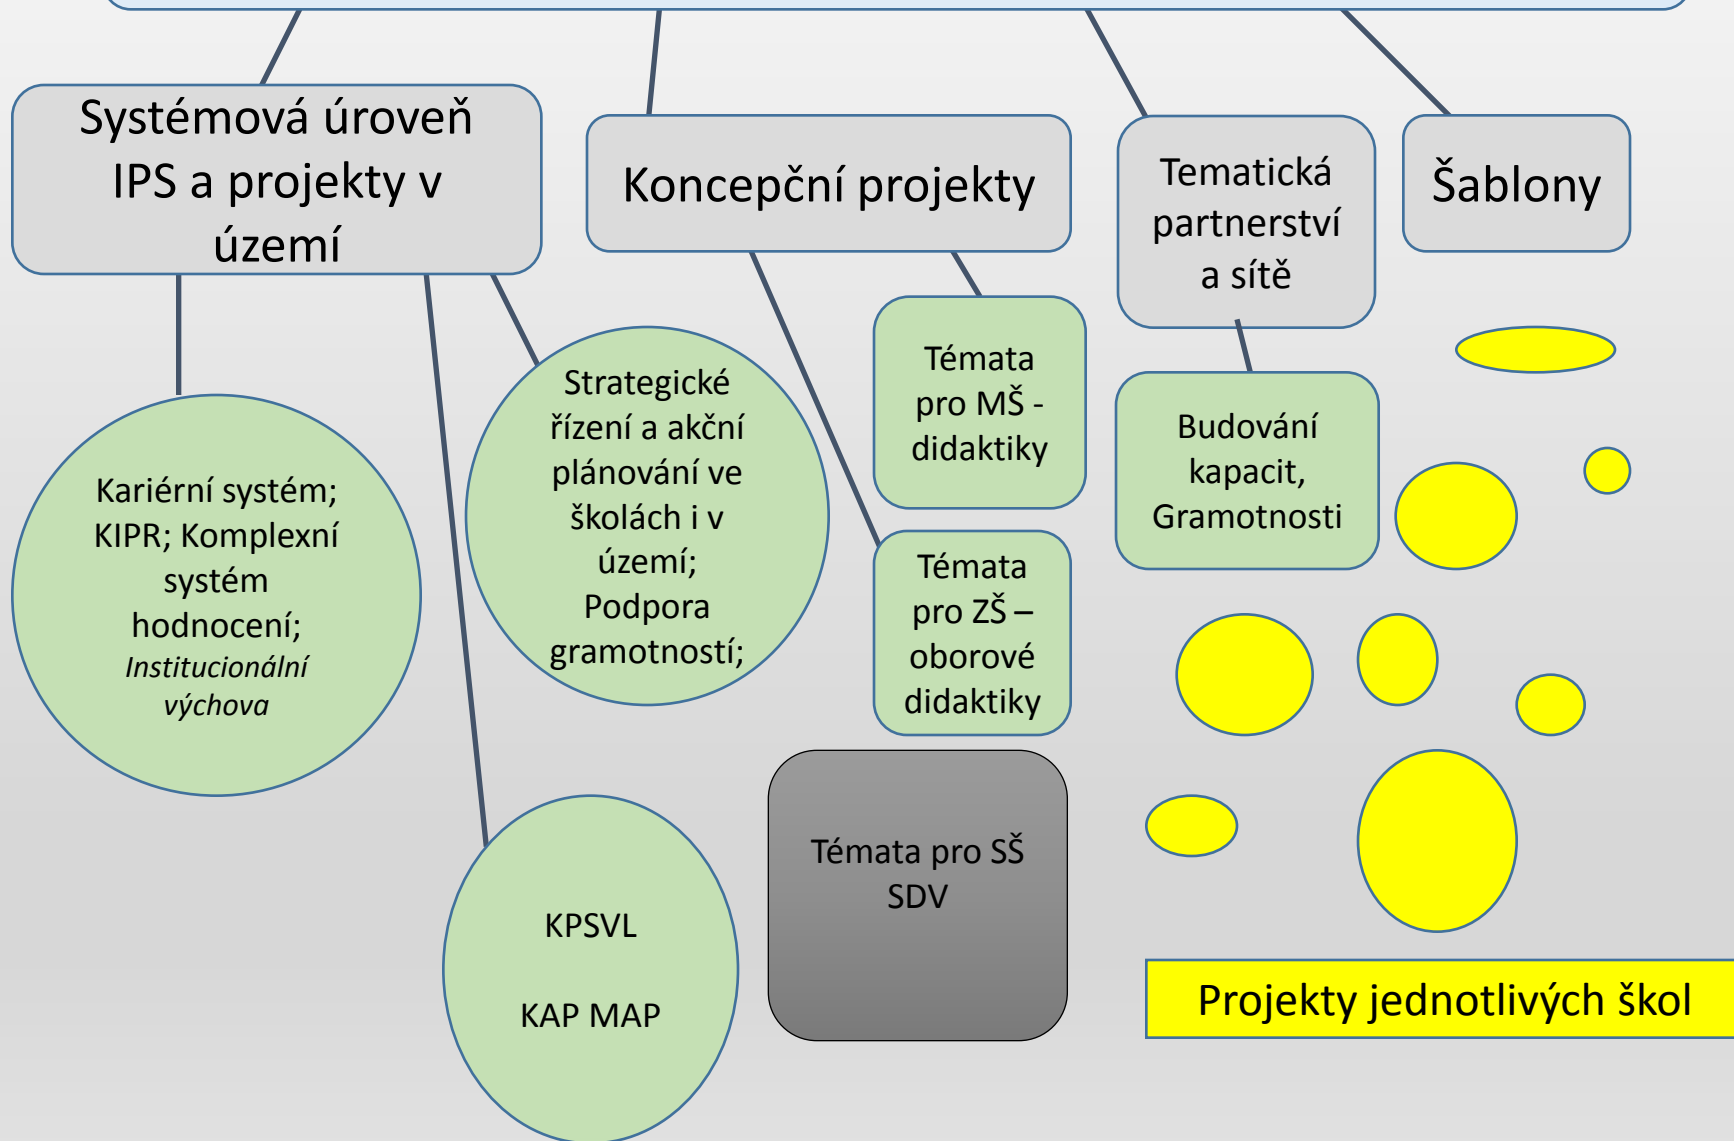 Systémová úroveň
IPS a projekty v
území
Koncepční projekty
Tematická
partnerství
a sítě
Šablony
Kariérní systém;
KIPR; Komplexní
systém
hodnocení;
Institucionální
výchova
Strategické
řízení a akční
plánování ve
školách i v
území;
Podpora
gramotností;
Témata
pro MŠ -
didaktiky
Témata
pro ZŠ –
oborové
didaktiky
Budování
kapacit,
Gramotnosti
Témata pro SŠ
SDV
KPSVL
KAP MAP
Projekty jednotlivých škol